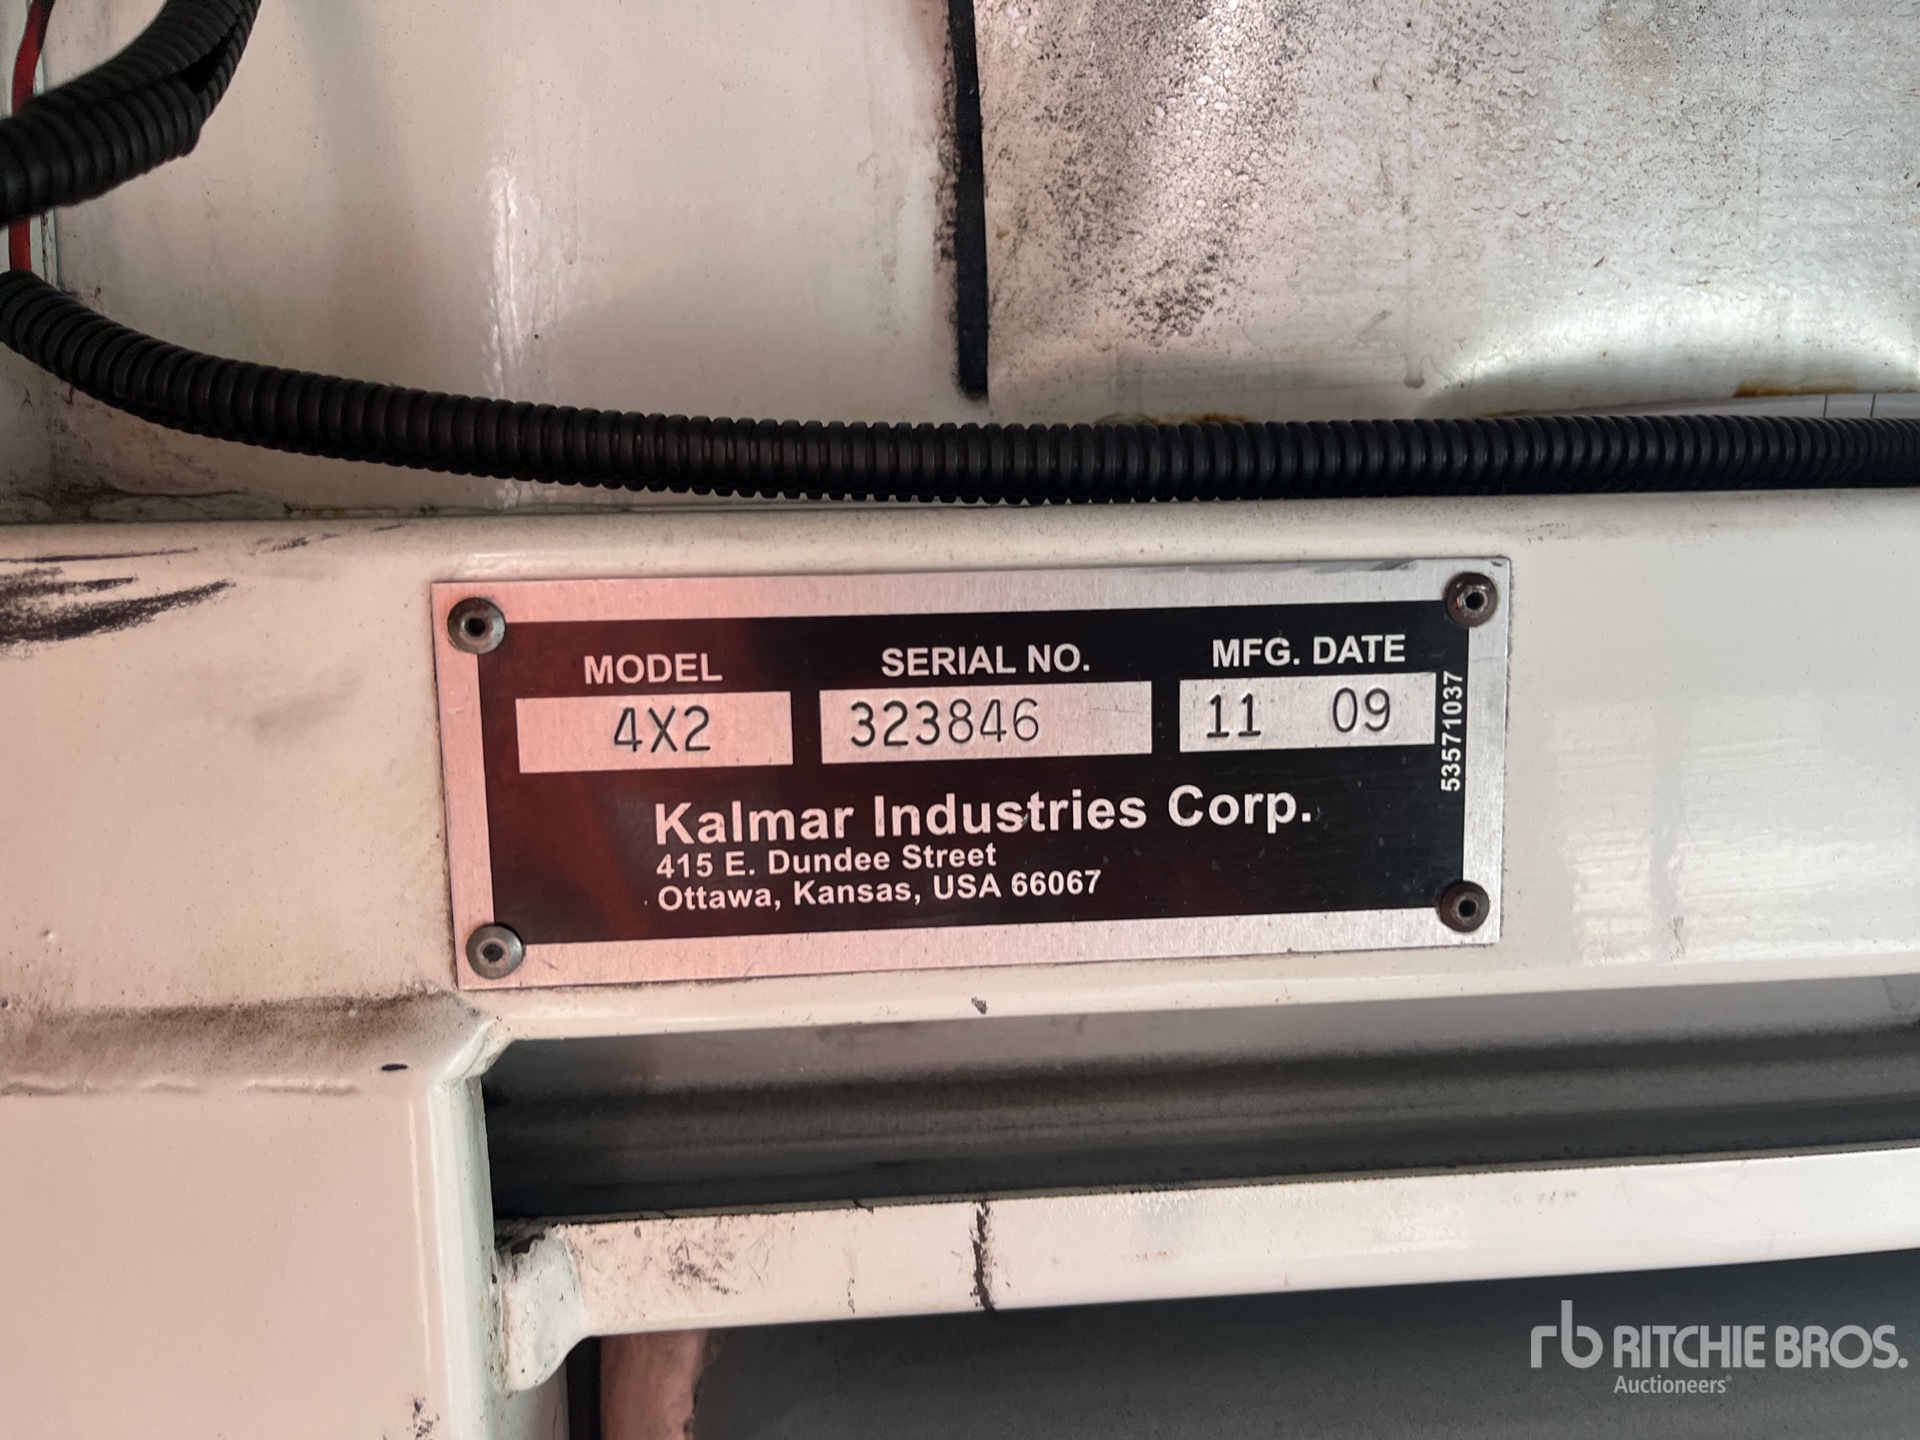 MODEL SERIAL NO. MFG. DATE
4X2 323846 11 09
53571037
Kalmar Industries Corp.
415 E. Dundee Street
Ottawa, Kansas, USA 66067
rb RITCHIE BROS.
Auctioneers